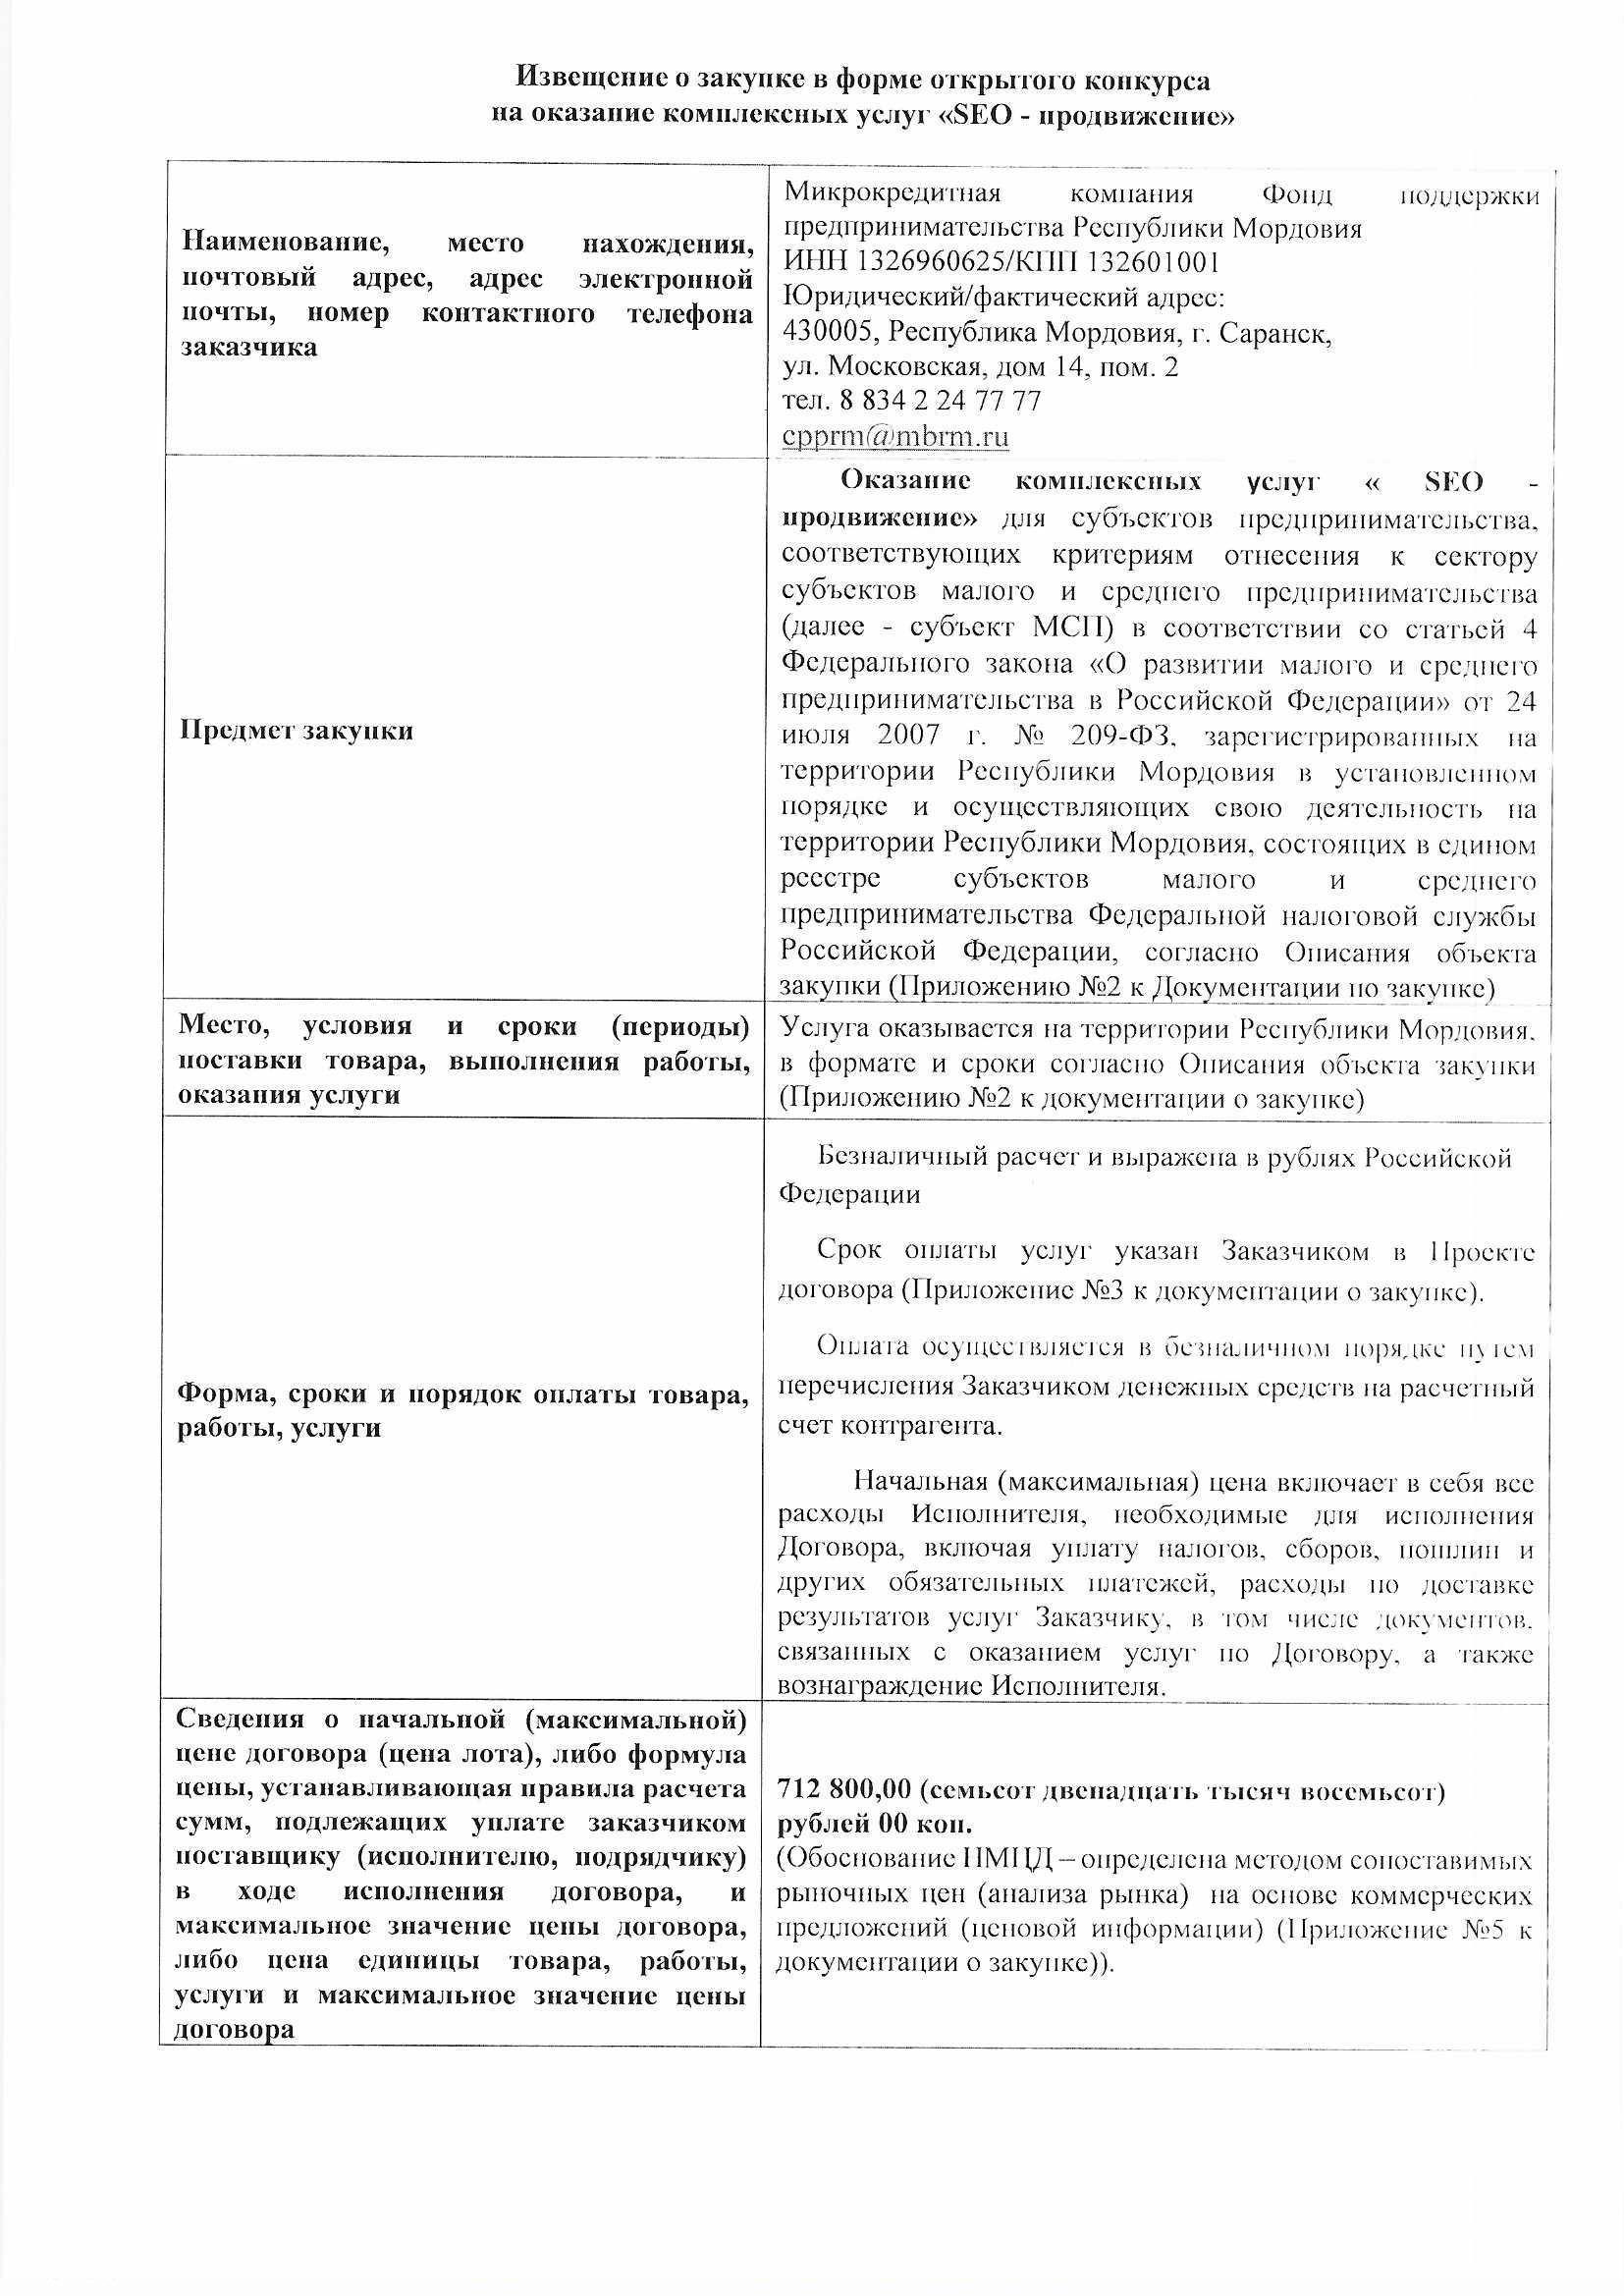 Извещение о закупке в форме открытого конкурса
на оказание комплексных услуг «SEO - продвижение»
Наименование, место нахождения,
почтовый адрес, адрес электронной
почты, номер контактного телефона
заказчика
Микрокредитная компания Фонд поддержки
предпринимательства Республики Мордовия
ИНН 1326960625/КПП 132601001
Юридический/фактический адрес:
430005, Республика Мордовия, г. Саранск,
ул. Московская, дом 14, пом. 2
тел. 8 834 2 24 77 77
cpprm@mbrm.ru
Предмет закупки
Оказание комплексных услуг « SEO -
продвижение» для субъектов предпринимательства,
соответствующих критериям отнесения к сектору
субъектов малого и среднего предпринимательства
(далее - субъект МСП) в соответствии со статьей 4
Федерального закона «О развитии малого и среднего
предпринимательства в Российской Федерации» от 24
июля 2007 г. № 209-ФЗ, зарегистрированных на
территории Республики Мордовия в установленном
порядке и осуществляющих свою деятельность на
территории Республики Мордовия, состоящих в едином
реестре субъектов малого и среднего
предпринимательства Федеральной налоговой службы
Российской Федерации, согласно Описания объекта
закупки (Приложению №2 к Документации по закупке)
Место, условия и сроки (периоды)
поставки товара, выполнения работы,
оказания услуги
Услуга оказывается на территории Республики Мордовия,
в формате и сроки согласно Описания объекта закупки
(Приложению №2 к документации о закупке)
Форма, сроки и порядок оплаты товара,
работы, услуги
Безналичный расчет и выражена в рублях Российской
Федерации
Срок оплаты услуг указан Заказчиком в Проекте
договора (Приложение №3 к документации о закупке).
Оплата осуществляется в безналичном порядке путем
перечисления Заказчиком денежных средств на расчетный
счет контрагента.
Начальная (максимальная) цена включает в себя все
расходы Исполнителя, необходимые для исполнения
Договора, включая уплату налогов, сборов, пошлин и
других обязательных платежей, расходы по доставке
результатов услуг Заказчику, в том числе документов,
связанных с оказанием услуг по Договору, а также
вознаграждение Исполнителя.
Сведения о начальной (максимальной)
цене договора (цена лота), либо формула
цены, устанавливающая правила расчета
сумм, подлежащих уплате заказчиком
поставщику (исполнителю, подрядчику)
в ходе исполнения договора, и
максимальное значение цены договора,
либо цена единицы товара, работы,
услуги и максимальное значение цены
договора
712 800,00 (семьсот двенадцать тысяч восемьсот)
рублей 00 коп.
(Обоснование НМЦД – определена методом сопоставимых
рыночных цен (анализа рынка) на основе коммерческих
предложений (ценовой информации) (Приложение №5 к
документации о закупке)).